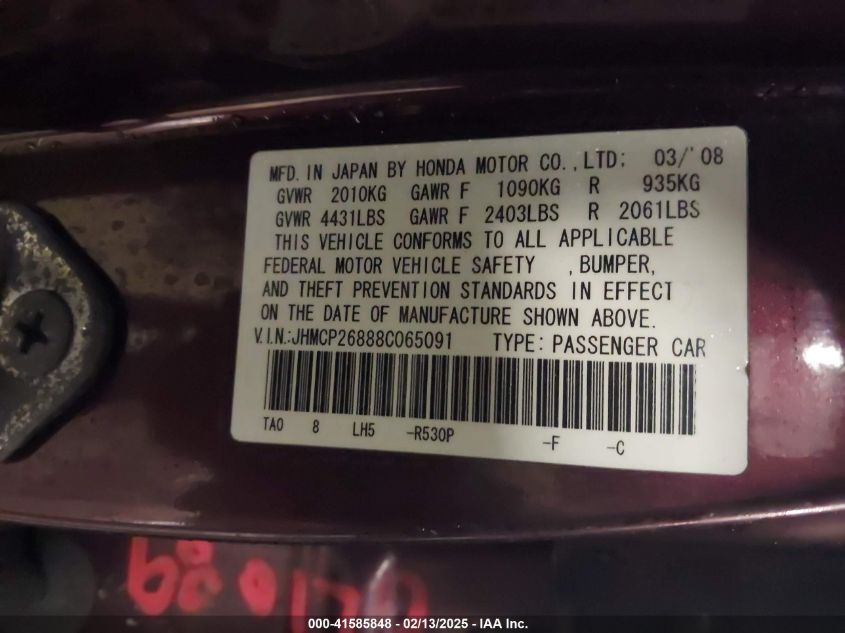 MFD. IN JAPAN BY HONDA MOTOR CO., LTD; 03/'08
GVWR 2010KG GAWR F 1090KG R 935KG
GVWR 4431LBS GAWR F 2403LBS R 2061LBS
THIS VEHICLE CONFORMS TO ALL APPLICABLE
FEDERAL MOTOR VEHICLE SAFETY , BUMPER,
AND THEFT PREVENTION STANDARDS IN EFFECT
ON THE DATE OF MANUFACTURE SHOWN ABOVE.
V.I.N.:JHMCP26888C065091 TYPE: PASSENGER CAR
TA0 8 LH5 -R530P -F -C
000-41585848 - 02/13/2025 - IAA Inc.